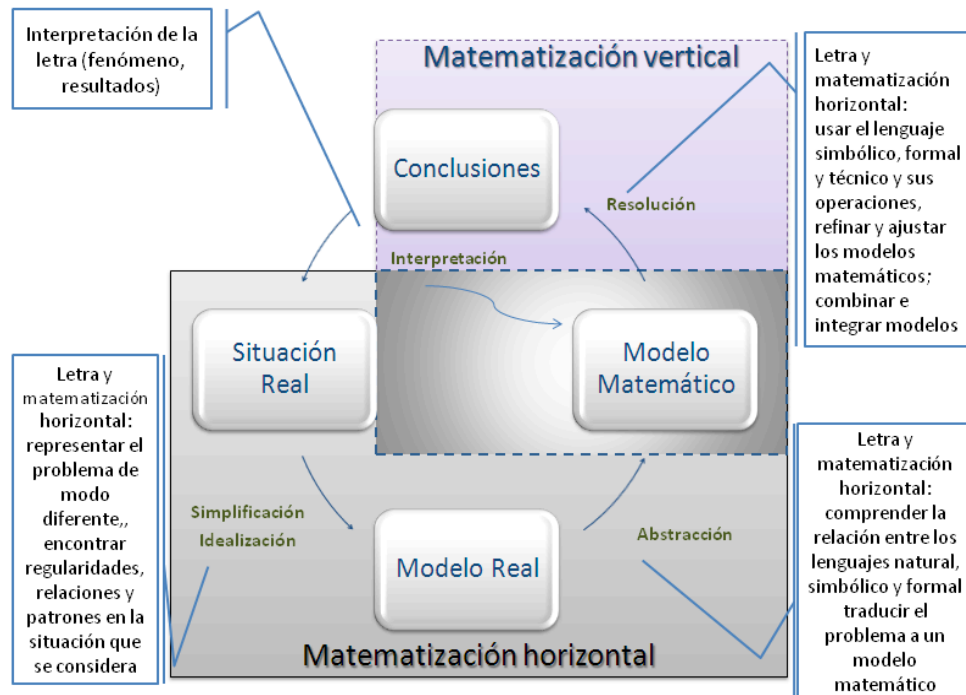 Interpretación de la
letra (fenómeno,
resultados)
Matematización vertical
Conclusiones
Resolución
Interpretación
Letra y
matematización
horizontal:
usar el lenguaje
simbólico, formal
y técnico y sus
operaciones,
refinar y ajustar
los modelos
matemáticos;
combinar e
integrar modelos
Situación
Real
Modelo
Matemático
Letra y
matematización
horizontal:
representar el
problema de
modo
diferente,,
encontrar
regularidades,
relaciones y
patrones en la
situación que
se considera
Simplificación
Idealización
Modelo Real
Abstracción
Letra y
matematización
horizontal:
comprender la
relación entre los
lenguajes natural,
simbólico y formal
traducir el
problema a un
modelo
matemático
Matematización horizontal